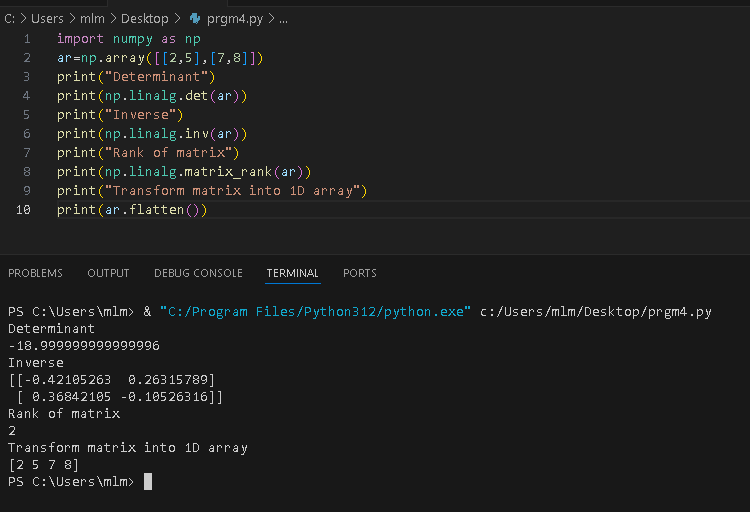 C: > Users > mlm > Desktop > prgm4.py > ...
1 import numpy as np
2 ar=np.array([[2,5],[7,8]])
3 print("Determinant")
4 print(np.linalg.det(ar))
5 print("Inverse")
6 print(np.linalg.inv(ar))
7 print("Rank of matrix")
8 print(np.linalg.matrix_rank(ar))
9 print("Transform matrix into 1D array")
10 print(ar.flatten())
PROBLEMS OUTPUT DEBUG CONSOLE TERMINAL PORTS
PS C:\Users\mlm> & "C:/Program Files/Python312/python.exe" c:/Users/mlm/Desktop/prgm4.py
Determinant
-18.999999999999996
Inverse
[[-0.42105263  0.26315789]
 [ 0.36842105 -0.10526316]]
Rank of matrix
2
Transform matrix into 1D array
[2 5 7 8]
PS C:\Users\mlm>